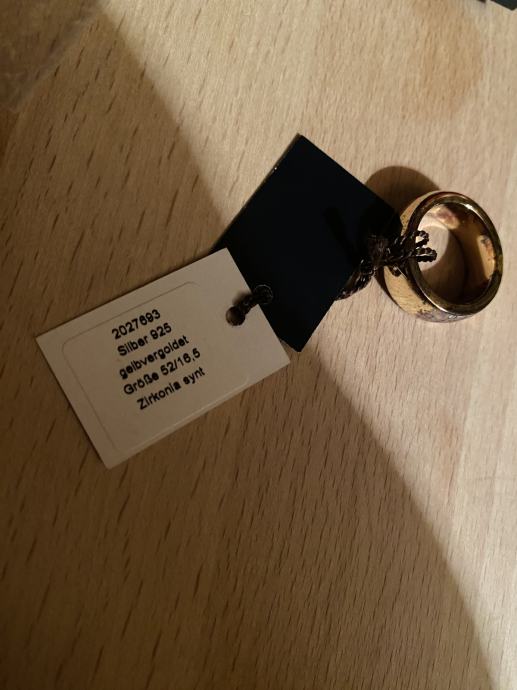 2027693
Silber 925
gelbvergoldet
Größe 52/16,5
Zirkonia synt